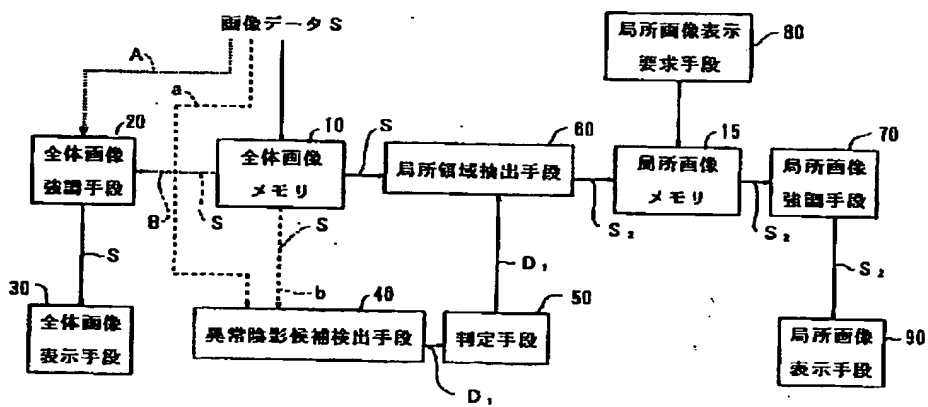 画像データ S
A
a
20
全体画像
強調手段
10
全体画像
メモリ
B
S
S
60
局所領域抽出手段
S₂
80
局所画像表示
要求手段
15
局所画像
メモリ
S₂
70
局所画像
強調手段
S
S
b
D₁
S₂
30
全体画像
表示手段
40
異常陰影候補検出手段
D₁
50
判定手段
90
局所画像
表示手段